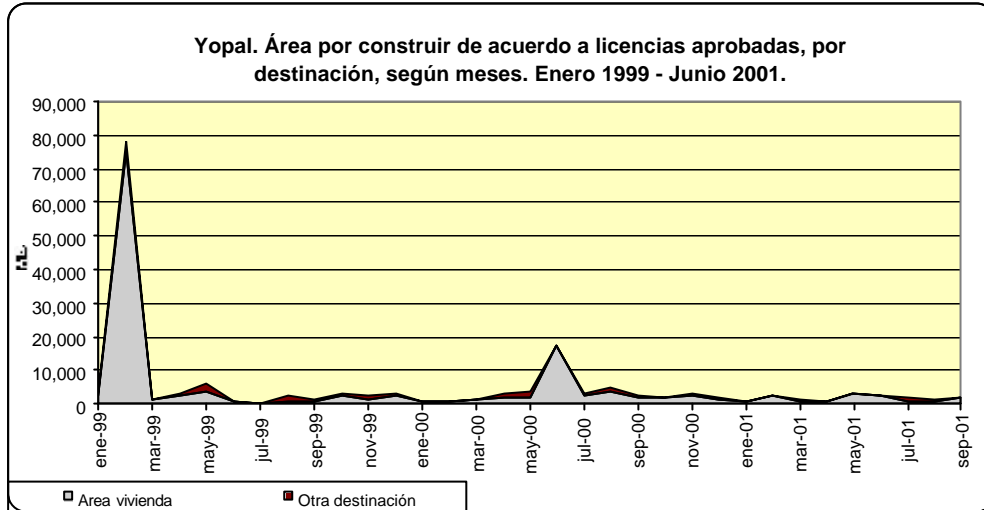 Yopal. Área por construir de acuerdo a licencias aprobadas, por
destinación, según meses. Enero 1999 - Junio 2001.
90,000
80,000
70,000
60,000
50,000
40,000
30,000
20,000
10,000
0
ene-99
mar-99
may-99
jul-99
sep-99
nov-99
ene-00
mar-00
may-00
jul-00
sep-00
nov-00
ene-01
mar-01
may-01
jul-01
sep-01
Area vivienda
Otra destinación